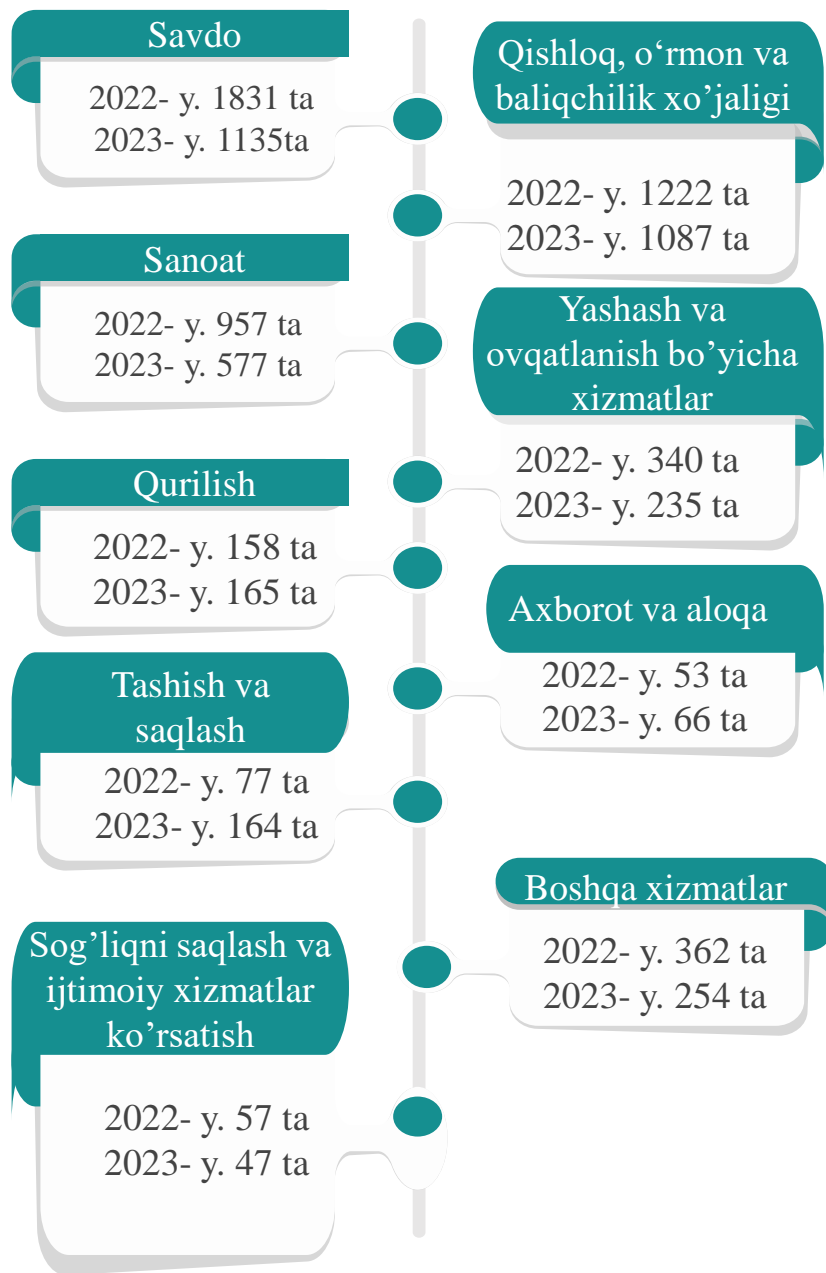 Savdo
2022- y. 1831 ta
2023- y. 1135ta
Qishloq, o‘rmon va
baliqchilik xo’jaligi
2022- y. 1222 ta
2023- y. 1087 ta
Sanoat
2022- y. 957 ta
2023- y. 577 ta
Yashash va
ovqatlanish bo’yicha
xizmatlar
2022- y. 340 ta
2023- y. 235 ta
Qurilish
2022- y. 158 ta
2023- y. 165 ta
Axborot va aloqa
2022- y. 53 ta
2023- y. 66 ta
Tashish va
saqlash
2022- y. 77 ta
2023- y. 164 ta
Boshqa xizmatlar
2022- y. 362 ta
2023- y. 254 ta
Sog’liqni saqlash va
ijtimoiy xizmatlar
ko’rsatish
2022- y. 57 ta
2023- y. 47 ta